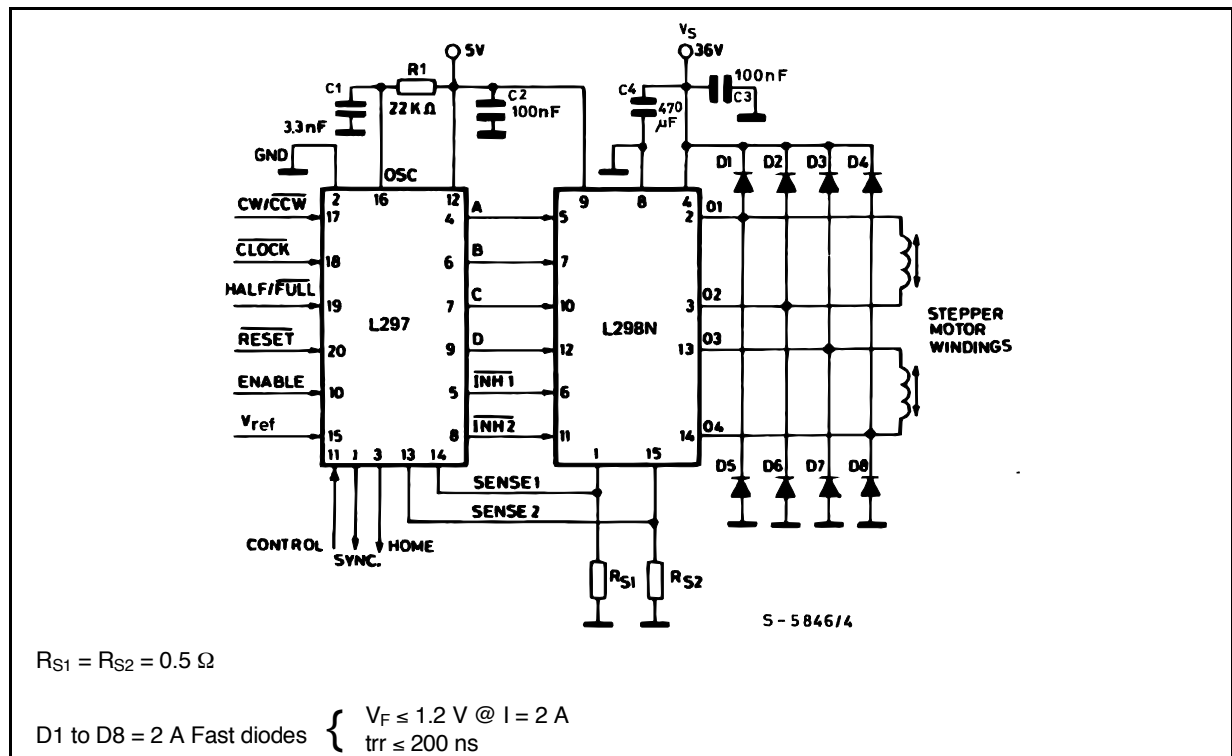 Vs
5V
36V
R1
C1
22KΩ
3.3nF
C2
100nF
C4
470
µF
100nF
C3
GND
OSC
D1 D2 D3 D4
2 16 12
9 8 4
CW/CCW 17
4 A 5
2 O1
CLOCK 18
6 B 7
HALF/FULL 19
7 C 10
3 O2
L297
L298N
STEPPER
MOTOR
WINDINGS
RESET 20
9 D 12
13 O3
ENABLE 10
5 INH1 6
Vref 15
8 INH2 11
14 O4
11 1 3 13 14
1 15
D5 D6 D7 D8
SENSE1
SENSE 2
CONTROL
SYNC.
HOME
RS1
RS2
S-5846/4
RS1 = RS2 = 0.5 Ω
D1 to D8 = 2 A Fast diodes {
VF ≤ 1.2 V @ I = 2 A
trr ≤ 200 ns